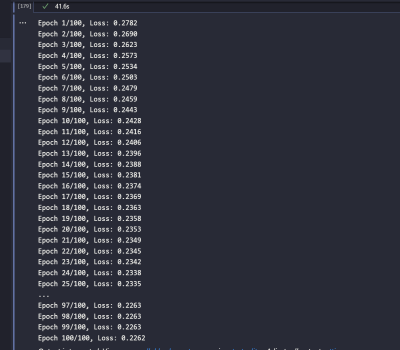 [179] ✓ 41.6s
... Epoch 1/100, Loss: 0.2782
Epoch 2/100, Loss: 0.2690
Epoch 3/100, Loss: 0.2623
Epoch 4/100, Loss: 0.2573
Epoch 5/100, Loss: 0.2534
Epoch 6/100, Loss: 0.2503
Epoch 7/100, Loss: 0.2479
Epoch 8/100, Loss: 0.2459
Epoch 9/100, Loss: 0.2443
Epoch 10/100, Loss: 0.2428
Epoch 11/100, Loss: 0.2416
Epoch 12/100, Loss: 0.2406
Epoch 13/100, Loss: 0.2396
Epoch 14/100, Loss: 0.2388
Epoch 15/100, Loss: 0.2381
Epoch 16/100, Loss: 0.2374
Epoch 17/100, Loss: 0.2369
Epoch 18/100, Loss: 0.2363
Epoch 19/100, Loss: 0.2358
Epoch 20/100, Loss: 0.2353
Epoch 21/100, Loss: 0.2349
Epoch 22/100, Loss: 0.2345
Epoch 23/100, Loss: 0.2342
Epoch 24/100, Loss: 0.2338
Epoch 25/100, Loss: 0.2335
...
Epoch 97/100, Loss: 0.2263
Epoch 98/100, Loss: 0.2263
Epoch 99/100, Loss: 0.2263
Epoch 100/100, Loss: 0.2262